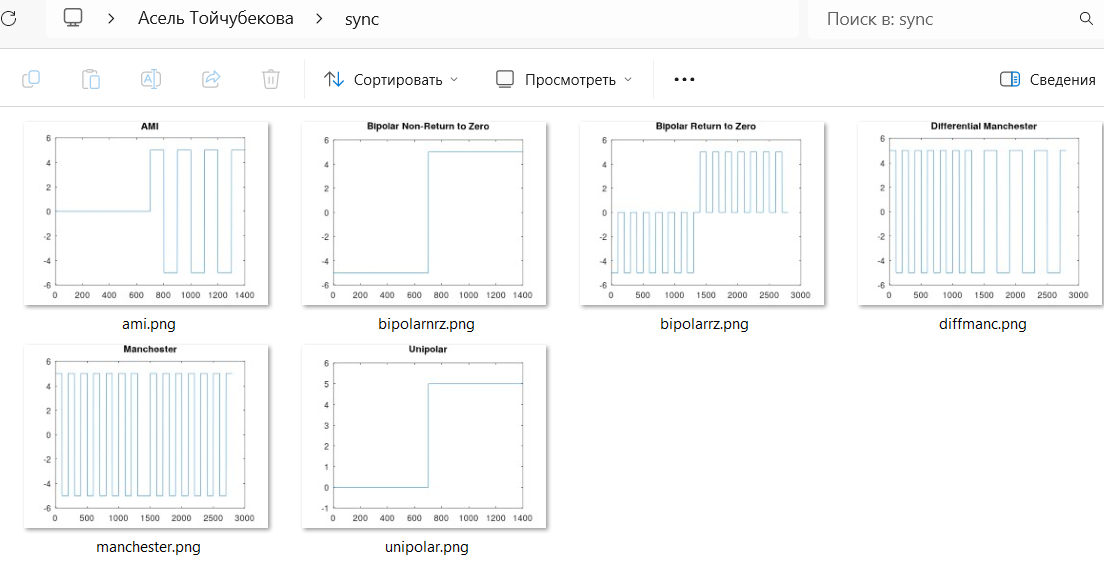 Асель Тойчубекова > sync
Поиск в: sync
Сортировать
Просмотреть
Сведения
AMI
6
4
2
0
-2
-4
-6
0 200 400 600 800 1000 1200 1400
ami.png
Bipolar Non-Return to Zero
6
4
2
0
-2
-4
-6
0 200 400 600 800 1000 1200 1400
bipolarnrz.png
Bipolar Return to Zero
6
4
2
0
-2
-4
-6
0 500 1000 1500 2000 2500 3000
bipolarrz.png
Differential Manchester
6
4
2
0
-2
-4
-6
0 500 1000 1500 2000 2500 3000
diffmanc.png
Manchester
6
4
2
0
-2
-4
-6
0 500 1000 1500 2000 2500 3000
manchester.png
Unipolar
6
5
4
3
2
1
0
-1
0 200 400 600 800 1000 1200 1400
unipolar.png